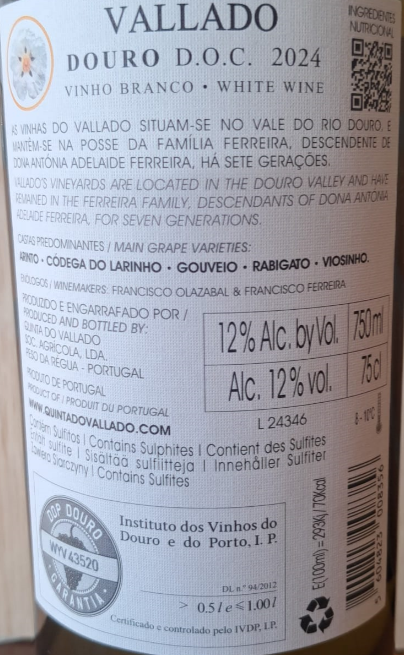 VALLADO
DOURO D.O.C. 2024
VINHO BRANCO • WHITE WINE
INGREDIENTES
NUTRICIONAL
AS VINHAS DO VALLADO SITUAM-SE NO VALE DO RIO DOURO, E
MANTÊM-SE NA POSSE DA FAMÍLIA FERREIRA, DESCENDENTE DE
DONA ANTÓNIA ADELAIDE FERREIRA, HÁ SETE GERAÇÕES.
VALLADO'S VINEYARDS ARE LOCATED IN THE DOURO VALLEY AND HAVE
REMAINED IN THE FERREIRA FAMILY, DESCENDANTS OF DONA ANTÓNIA
ADELAIDE FERREIRA, FOR SEVEN GENERATIONS.
CASTAS PREDOMINANTES / MAIN GRAPE VARIETIES:
ARINTO • CÓDEGA DO LARINHO • GOUVEIO • RABIGATO • VIOSINHO.
ENÓLOGOS / WINEMAKERS: FRANCISCO OLAZABAL & FRANCISCO FERREIRA
PRODUZIDO E ENGARRAFADO POR /
PRODUCED AND BOTTLED BY:
QUINTA DO VALLADO
SOC. AGRÍCOLA, LDA.
PESO DA RÉGUA - PORTUGAL
PRODUTO DE PORTUGAL
PRODUCT OF / PRODUIT DU PORTUGAL
WWW.QUINTADOVALLADO.COM
12% Alc. by Vol. 750ml
Alc. 12% vol. 75cl
L 24346
8 - 10°C
Contém Sulfitos | Contains Sulphites | Contient des Sulfites
Enthält sulfite | Sisältää sulfiitteja | Innehåller Sulfiter
Zawiera Siarczyny | Contains Sulfites
DOP DOURO
WYV 43520
GARANTIA
Instituto dos Vinhos do
Douro e do Porto, I. P.
DL n.º 94/2012
> 0.5 l e ≤ 1.00 l
Certificado e controlado pelo IVDP, I.P.
E(100ml) = 293Kj / 70Kcal
5 604823 008356